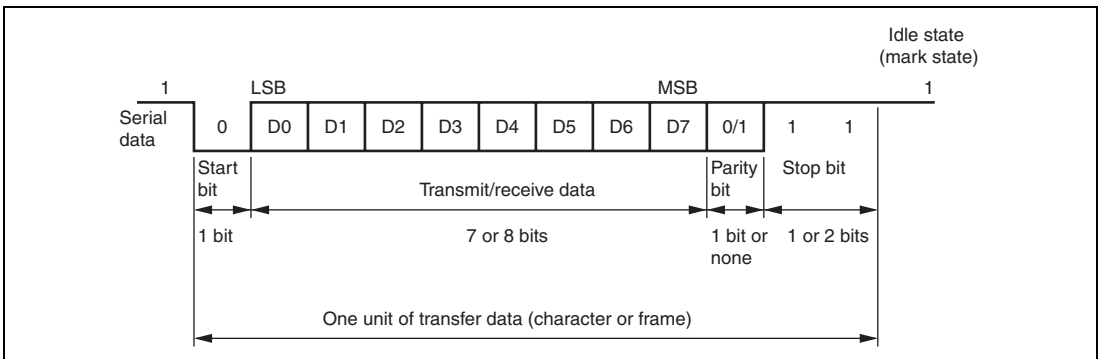 Idle state
(mark state)
1 LSB MSB 1
Serial
data
0 D0 D1 D2 D3 D4 D5 D6 D7 0/1 1 1
Start
bit
Transmit/receive data
Parity
bit
Stop bit
1 bit
7 or 8 bits
1 bit or
none
1 or 2 bits
One unit of transfer data (character or frame)